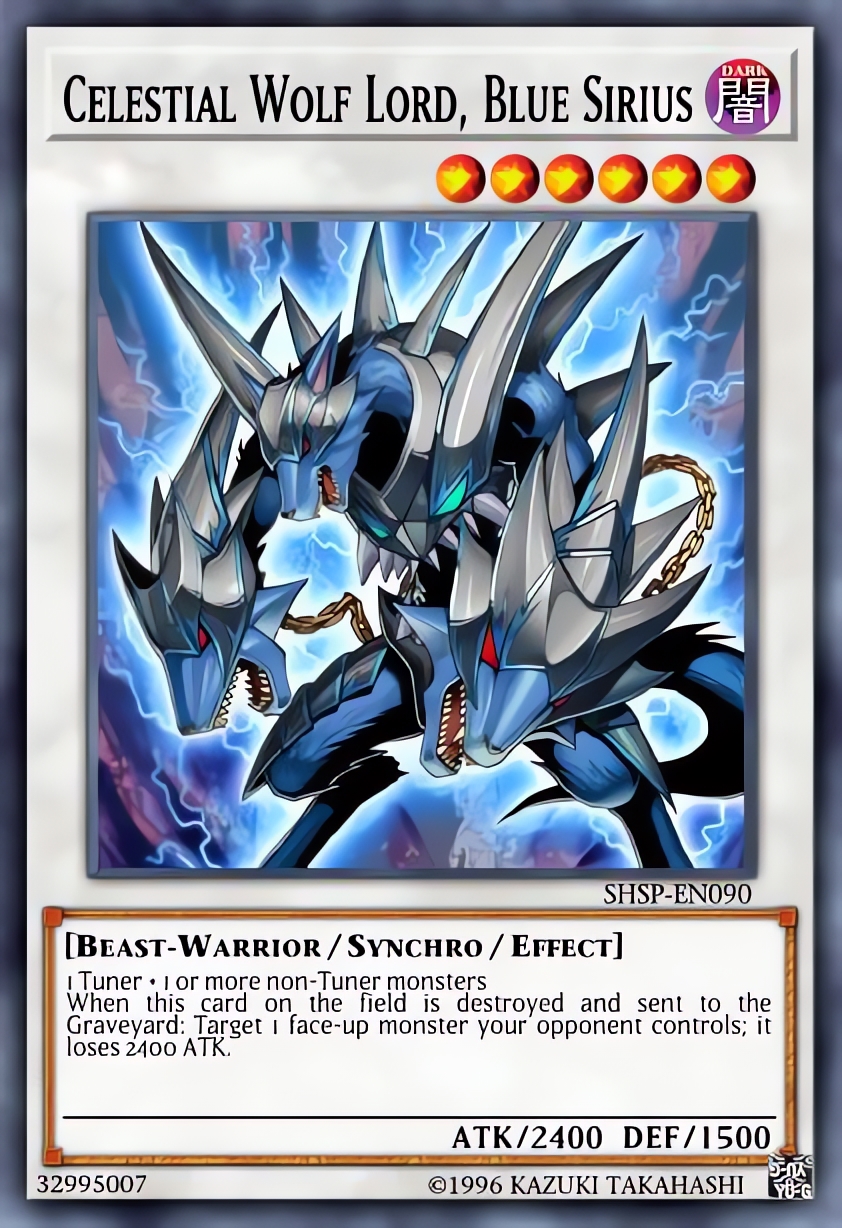 CELESTIAL WOLF LORD, BLUE SIRIUS
DARK
闇
SHSP-EN090
[BEAST-WARRIOR / SYNCHRO / EFFECT]
1 Tuner + 1 or more non-Tuner monsters
When this card on the field is destroyed and sent to the
Graveyard: Target 1 face-up monster your opponent controls; it
loses 2400 ATK.
ATK/2400 DEF/1500
32995007
©1996 KAZUKI TAKAHASHI